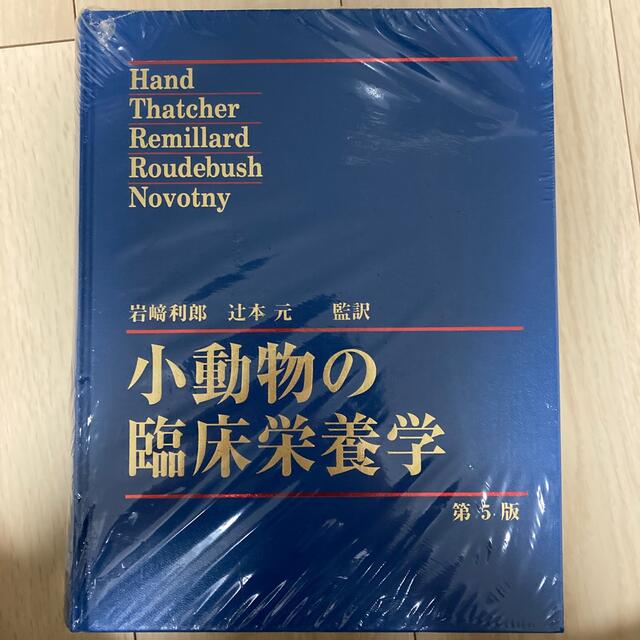 Hand
Thatcher
Remillard
Roudebush
Novotny
岩﨑利郎 辻本 元 監訳
小動物の
臨床栄養学
第5版